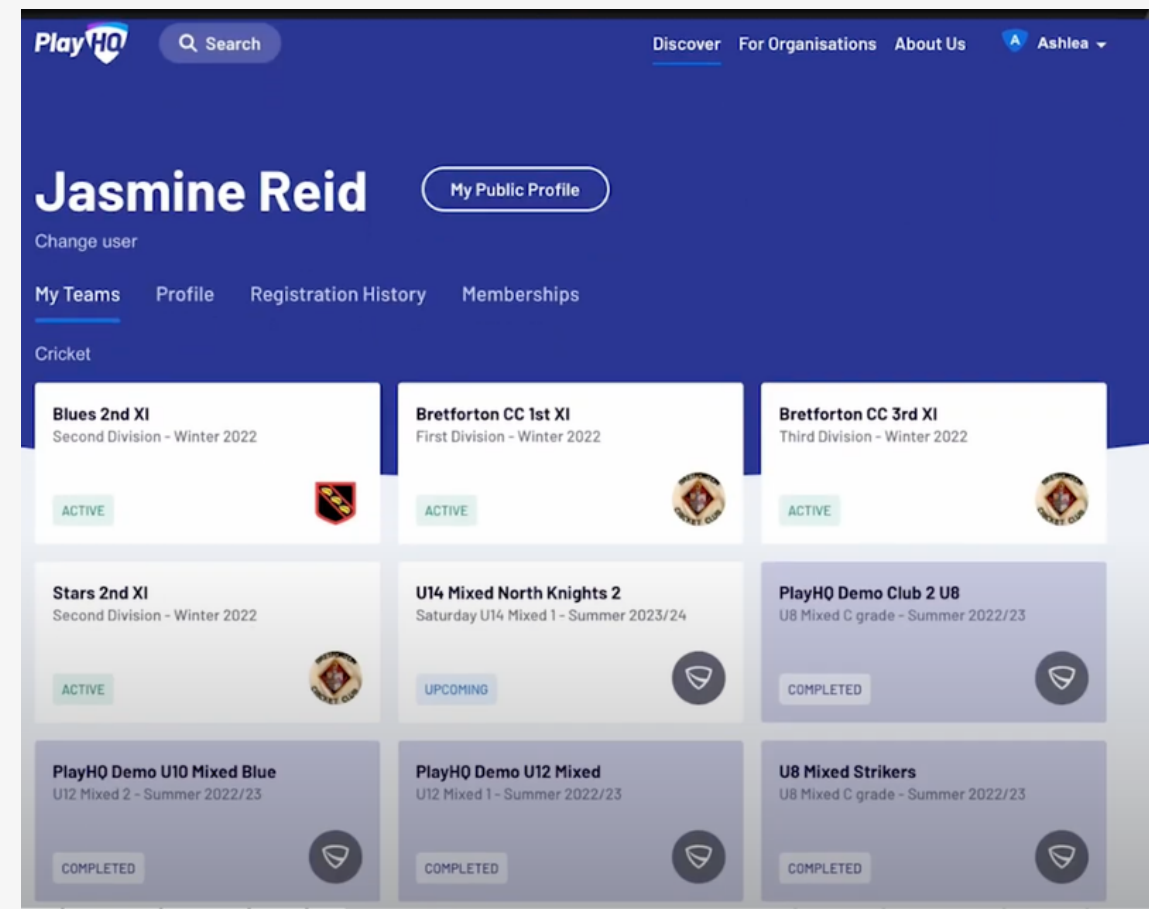 PlayHQ
Search
Discover
For Organisations
About Us
A
Ashlea
Jasmine Reid
My Public Profile
Change user
My Teams
Profile
Registration History
Memberships
Cricket
Blues 2nd XI
Second Division - Winter 2022
ACTIVE
Bretforton CC 1st XI
First Division - Winter 2022
ACTIVE
Bretforton CC 3rd XI
Third Division - Winter 2022
ACTIVE
Stars 2nd XI
Second Division - Winter 2022
ACTIVE
U14 Mixed North Knights 2
Saturday U14 Mixed 1 - Summer 2023/24
UPCOMING
PlayHQ Demo Club 2 U8
U8 Mixed C grade - Summer 2022/23
COMPLETED
PlayHQ Demo U10 Mixed Blue
U12 Mixed 2 - Summer 2022/23
COMPLETED
PlayHQ Demo U12 Mixed
U12 Mixed 1 - Summer 2022/23
COMPLETED
U8 Mixed Strikers
U8 Mixed C grade - Summer 2022/23
COMPLETED